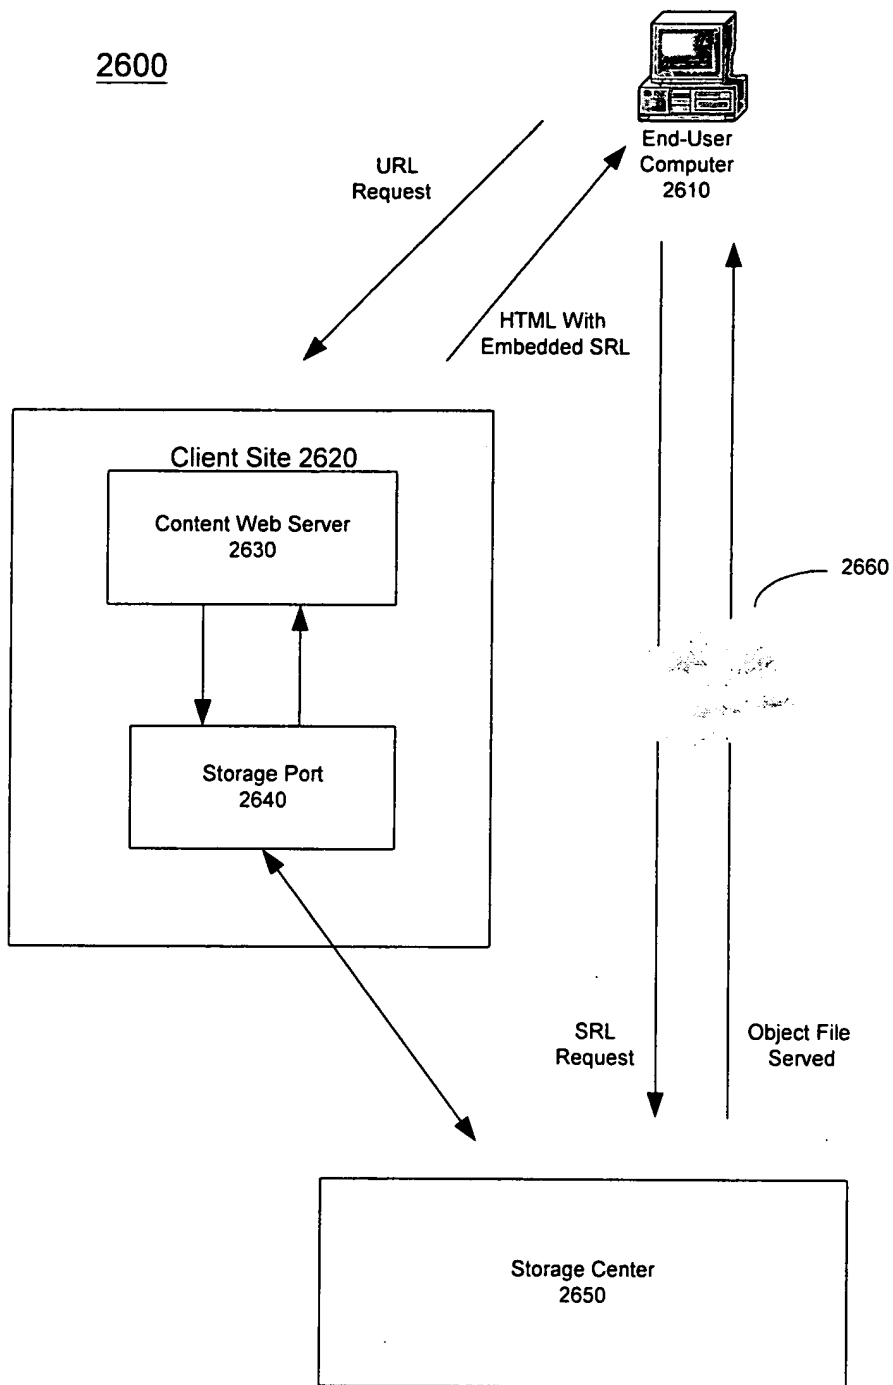 2600
End-User
Computer
2610
URL
Request
HTML With
Embedded SRL
Client Site 2620
Content Web Server
2630
2660
Storage Port
2640
SRL
Request
Object File
Served
Storage Center
2650